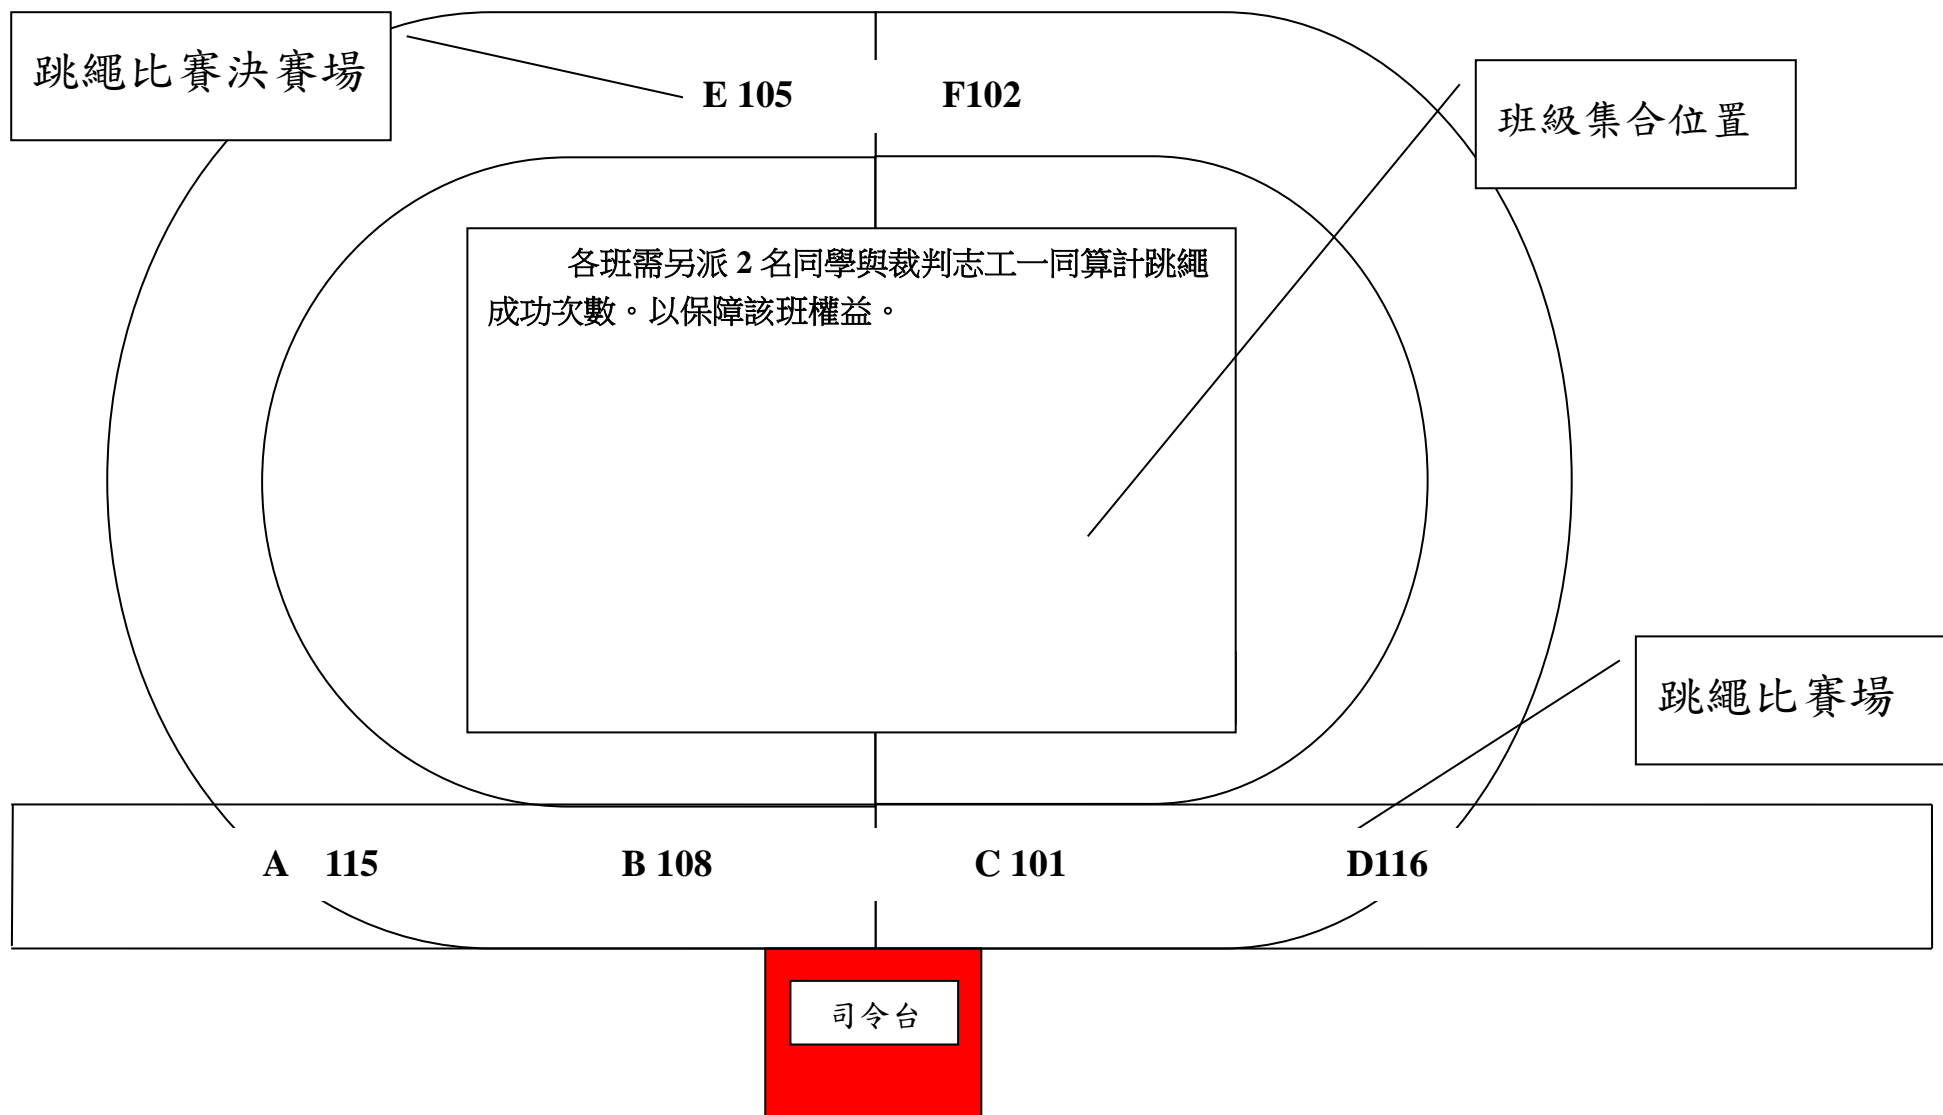 跳繩比賽決賽場
E 105
F102
班級集合位置
各班需另派 2 名同學與裁判志工一同算計跳繩
成功次數。以保障該班權益。
跳繩比賽場
A 115
B 108
C 101
D116
司令台